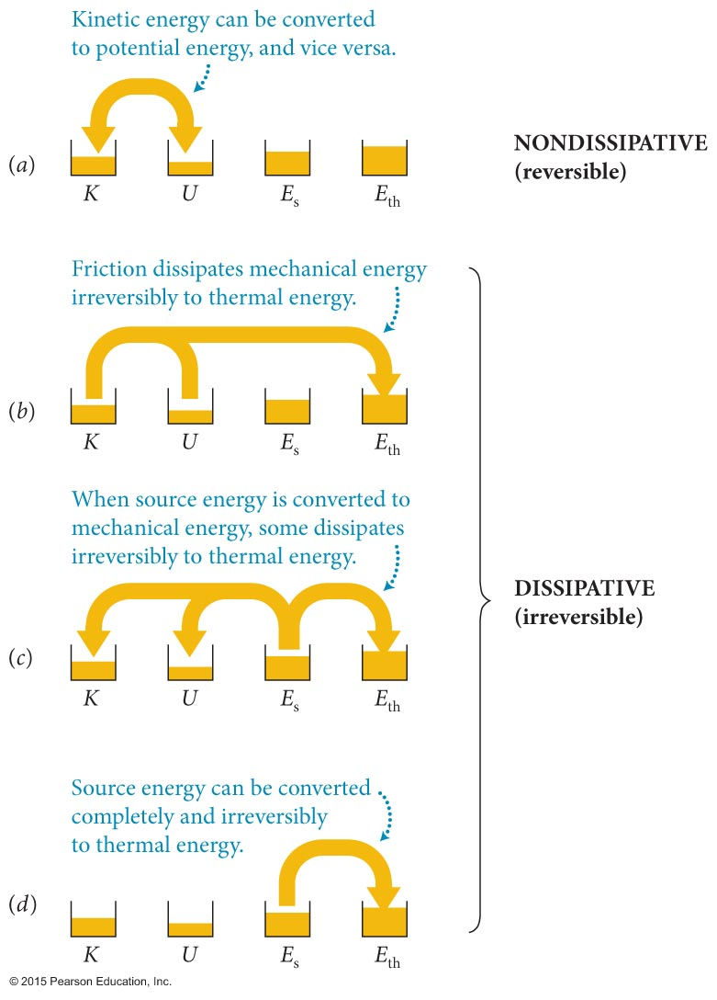 Kinetic energy can be converted
to potential energy, and vice versa.
(a)
K U Es Eth
NONDISSIPATIVE
(reversible)
Friction dissipates mechanical energy
irreversibly to thermal energy.
(b)
K U Es Eth
When source energy is converted to
mechanical energy, some dissipates
irreversibly to thermal energy.
(c)
K U Es Eth
DISSIPATIVE
(irreversible)
Source energy can be converted
completely and irreversibly
to thermal energy.
(d)
K U Es Eth
© 2015 Pearson Education, Inc.